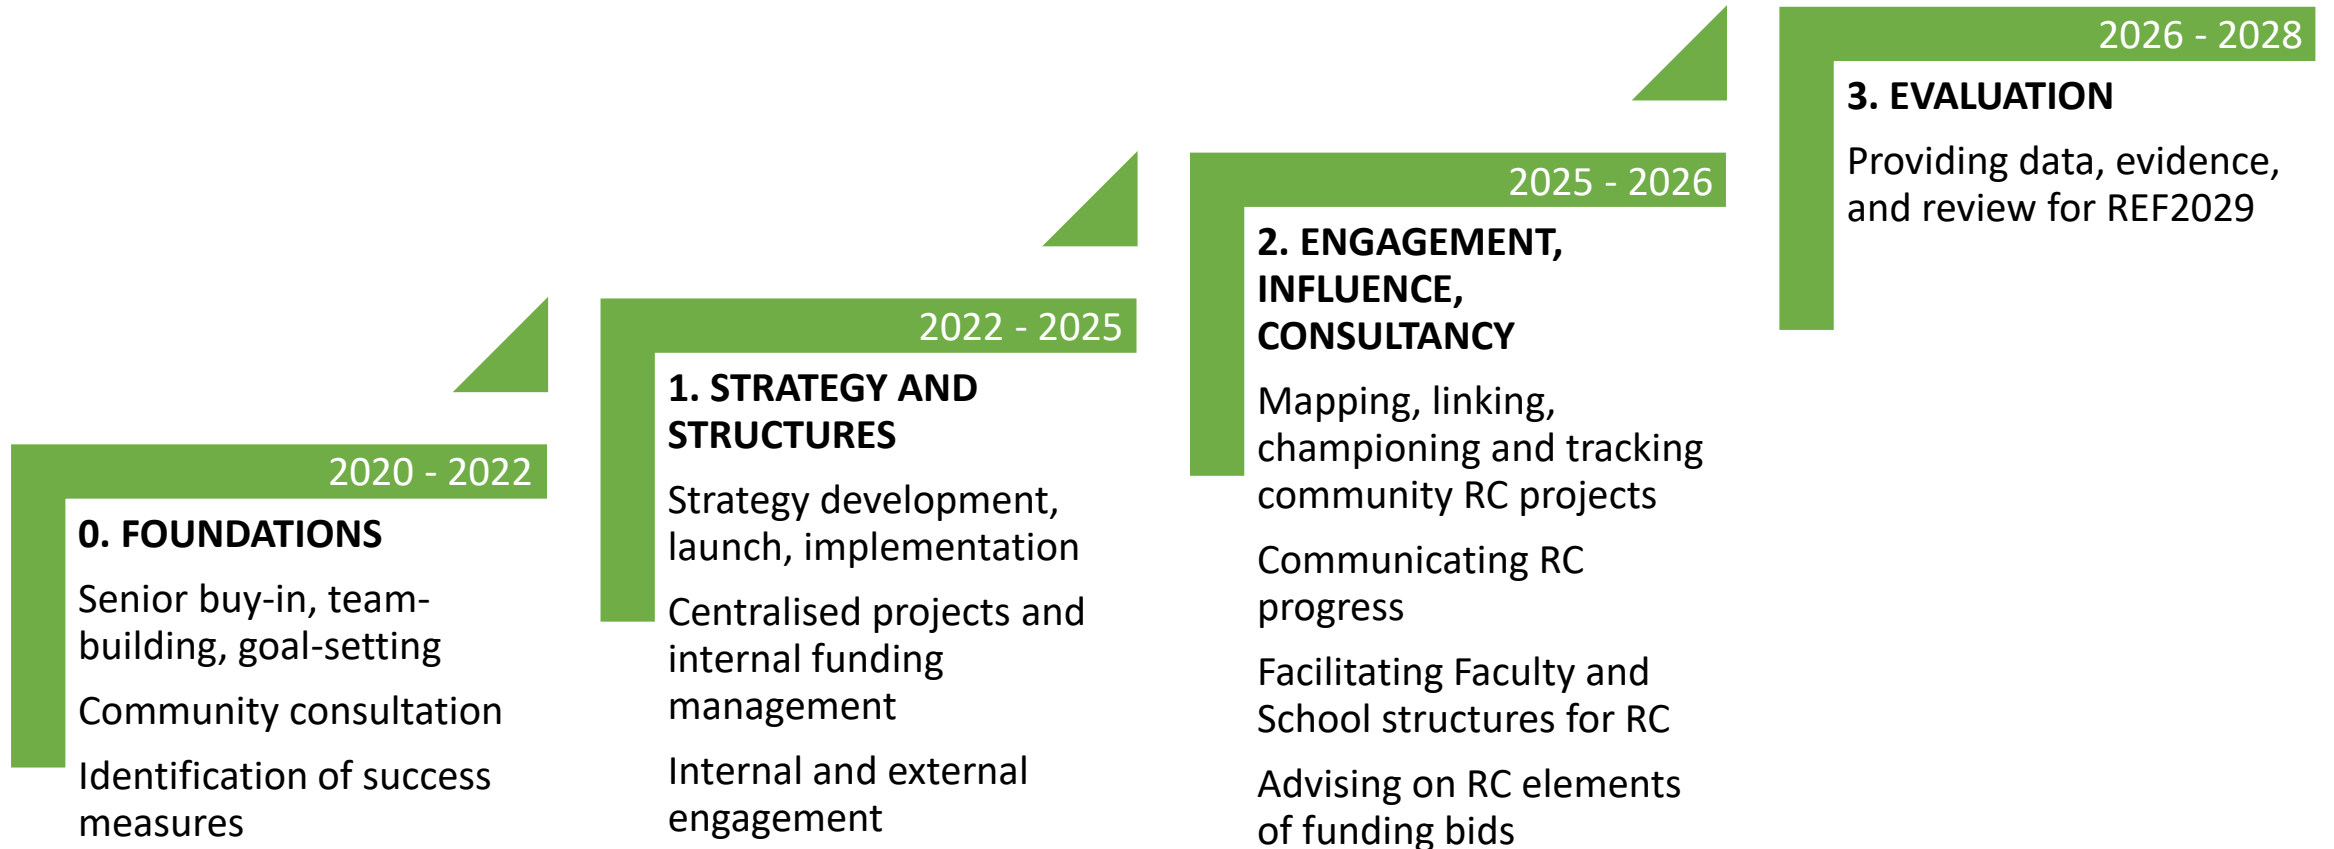 2020 - 2022
0. FOUNDATIONS
Senior buy-in, team-
building, goal-setting
Community consultation
Identification of success
measures
2022 - 2025
1. STRATEGY AND
STRUCTURES
Strategy development,
launch, implementation
Centralised projects and
internal funding
management
Internal and external
engagement
2025 - 2026
2. ENGAGEMENT,
INFLUENCE,
CONSULTANCY
Mapping, linking,
championing and tracking
community RC projects
Communicating RC
progress
Facilitating Faculty and
School structures for RC
Advising on RC elements
of funding bids
2026 - 2028
3. EVALUATION
Providing data, evidence,
and review for REF2029